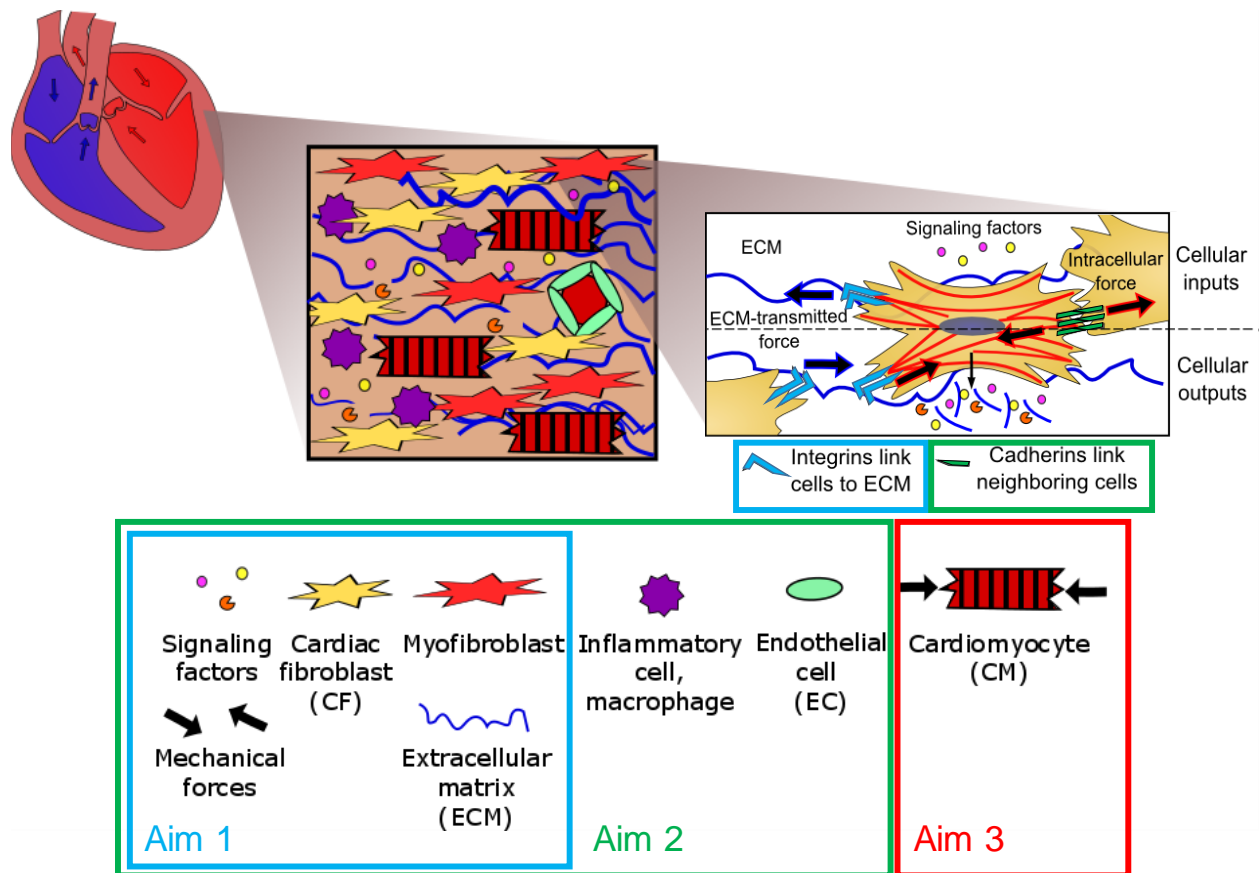 ECM
Signaling factors
Intracellular
force
ECM-transmitted
force
Cellular
inputs
Cellular
outputs
Integrins link
cells to ECM
Cadherins link
neighboring cells
Signaling
factors
Cardiac
fibroblast
(CF)
Myofibroblast
Inflammatory
cell,
macrophage
Endothelial
cell
(EC)
Cardiomyocyte
(CM)
Mechanical
forces
Extracellular
matrix
(ECM)
Aim 1
Aim 2
Aim 3